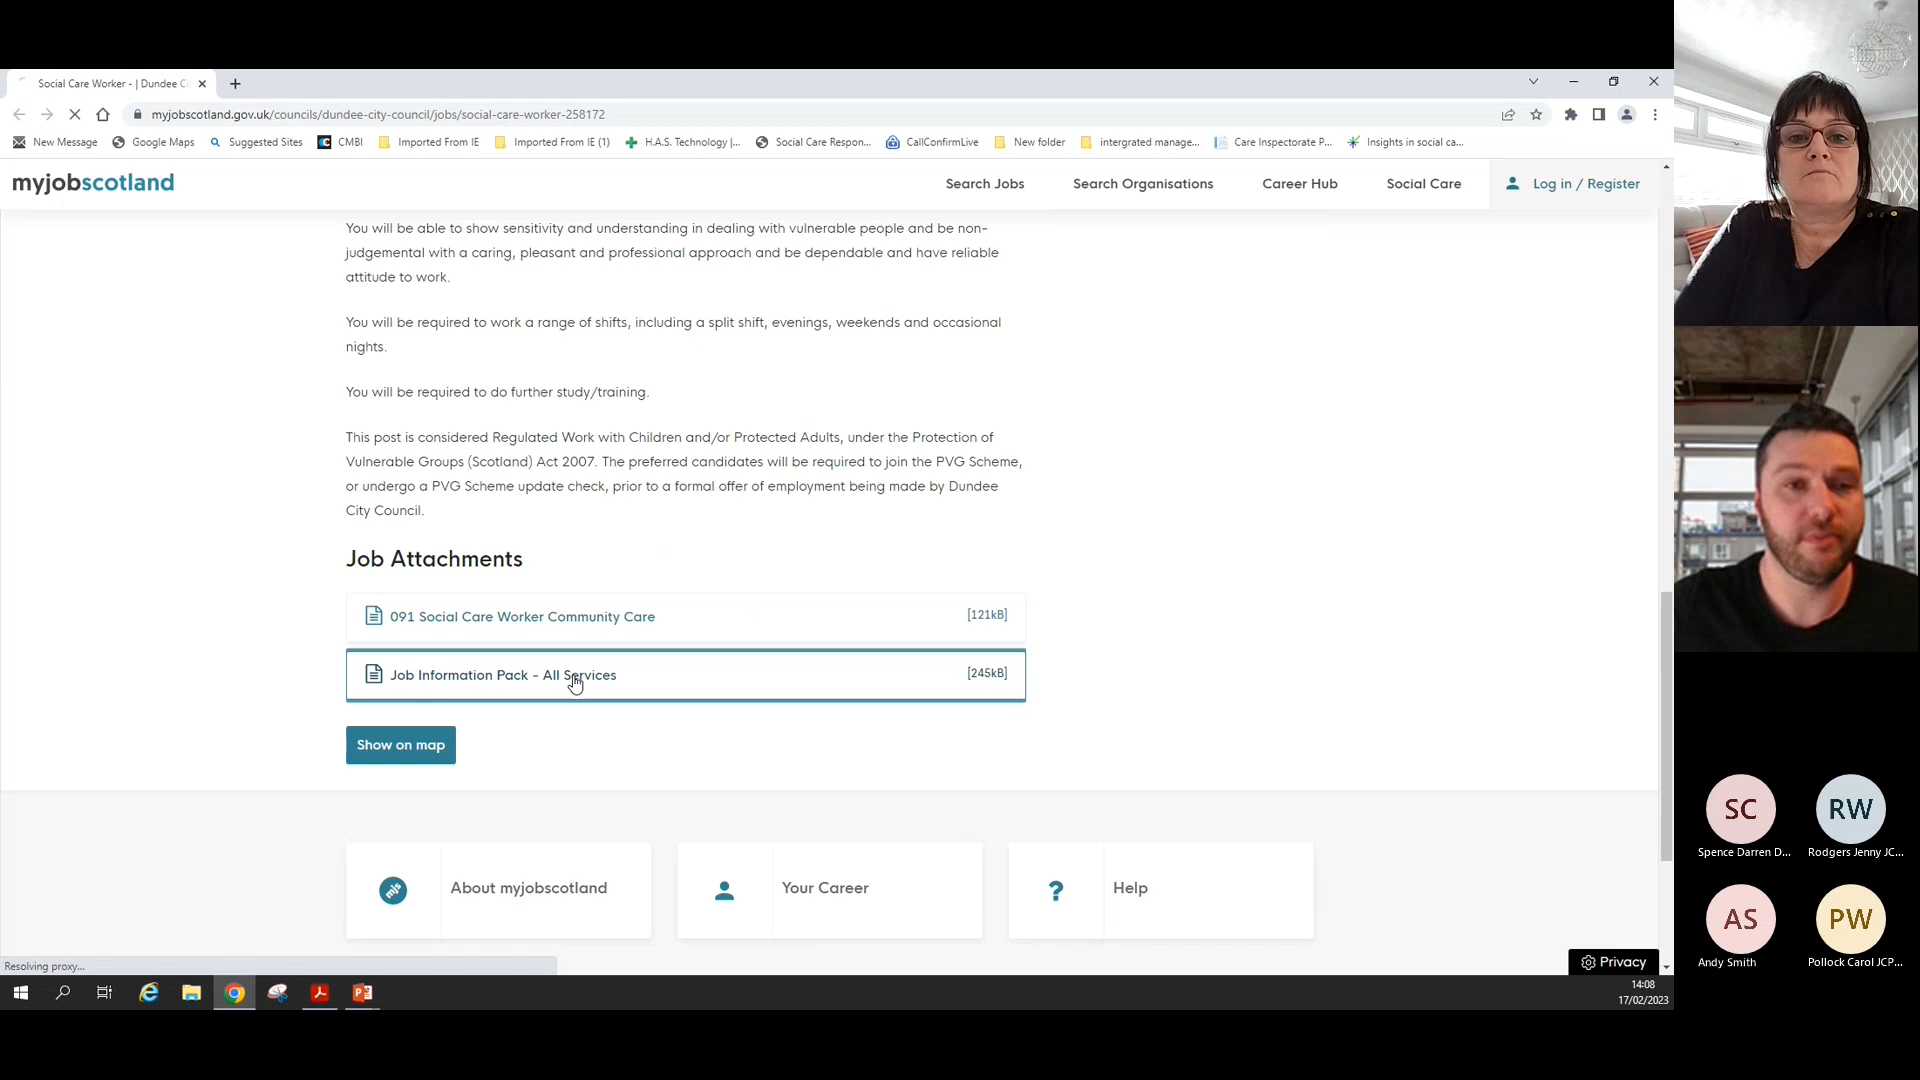 Social Care Worker - | Dundee Ci
myjobscotland.gov.uk/councils/dundee-city-council/jobs/social-care-worker-258172
New Message Google Maps Suggested Sites CMBI Imported From IE Imported From IE (1) H.A.S. Technology |... Social Care Respon... CallConfirmLive New folder intergrated manage... Care Inspectorate P... Insights in social ca...
myjobscotland Search Jobs Search Organisations Career Hub Social Care Log in / Register
You will be able to show sensitivity and understanding in dealing with vulnerable people and be non-
judgemental with a caring, pleasant and professional approach and be dependable and have reliable
attitude to work.
You will be required to work a range of shifts, including a split shift, evenings, weekends and occasional
nights.
You will be required to do further study/training.
This post is considered Regulated Work with Children and/or Protected Adults, under the Protection of
Vulnerable Groups (Scotland) Act 2007. The preferred candidates will be required to join the PVG Scheme,
or undergo a PVG Scheme update check, prior to a formal offer of employment being made by Dundee
City Council.
Job Attachments
091 Social Care Worker Community Care [121kB]
Job Information Pack - All Services [245kB]
Show on map
About myjobscotland Your Career Help
Privacy
Resolving proxy...
14:08
17/02/2023
SC RW
Spence Darren D... Rodgers Jenny JC...
AS PW
Andy Smith Pollock Carol JCP...